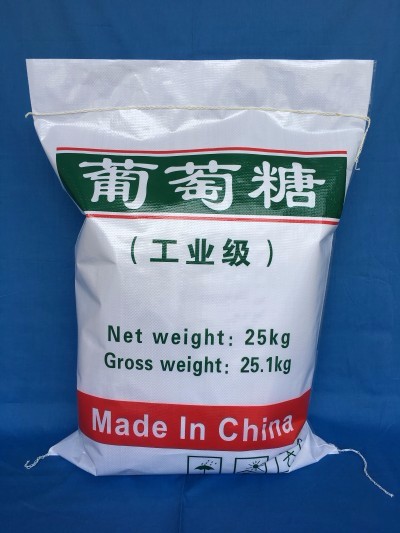 葡萄糖
(工业级)
Net weight: 25kg
Gross weight: 25.1kg
Made In China